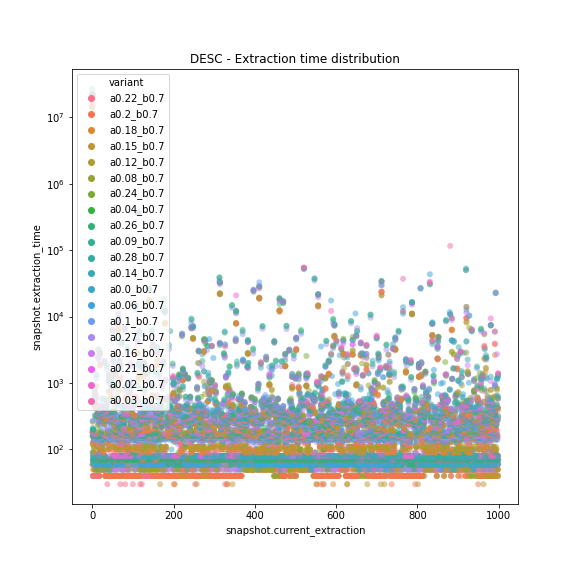 DESC - Extraction time distribution
variant
a0.22_b0.7
a0.2_b0.7
a0.18_b0.7
a0.15_b0.7
a0.12_b0.7
a0.08_b0.7
a0.24_b0.7
a0.04_b0.7
a0.26_b0.7
a0.09_b0.7
a0.28_b0.7
a0.14_b0.7
a0.0_b0.7
a0.06_b0.7
a0.1_b0.7
a0.27_b0.7
a0.16_b0.7
a0.21_b0.7
a0.02_b0.7
a0.03_b0.7
10⁷
10⁶
10⁵
10⁴
10³
10²
snapshot.extraction_time
0 200 400 600 800 1000
snapshot.current_extraction